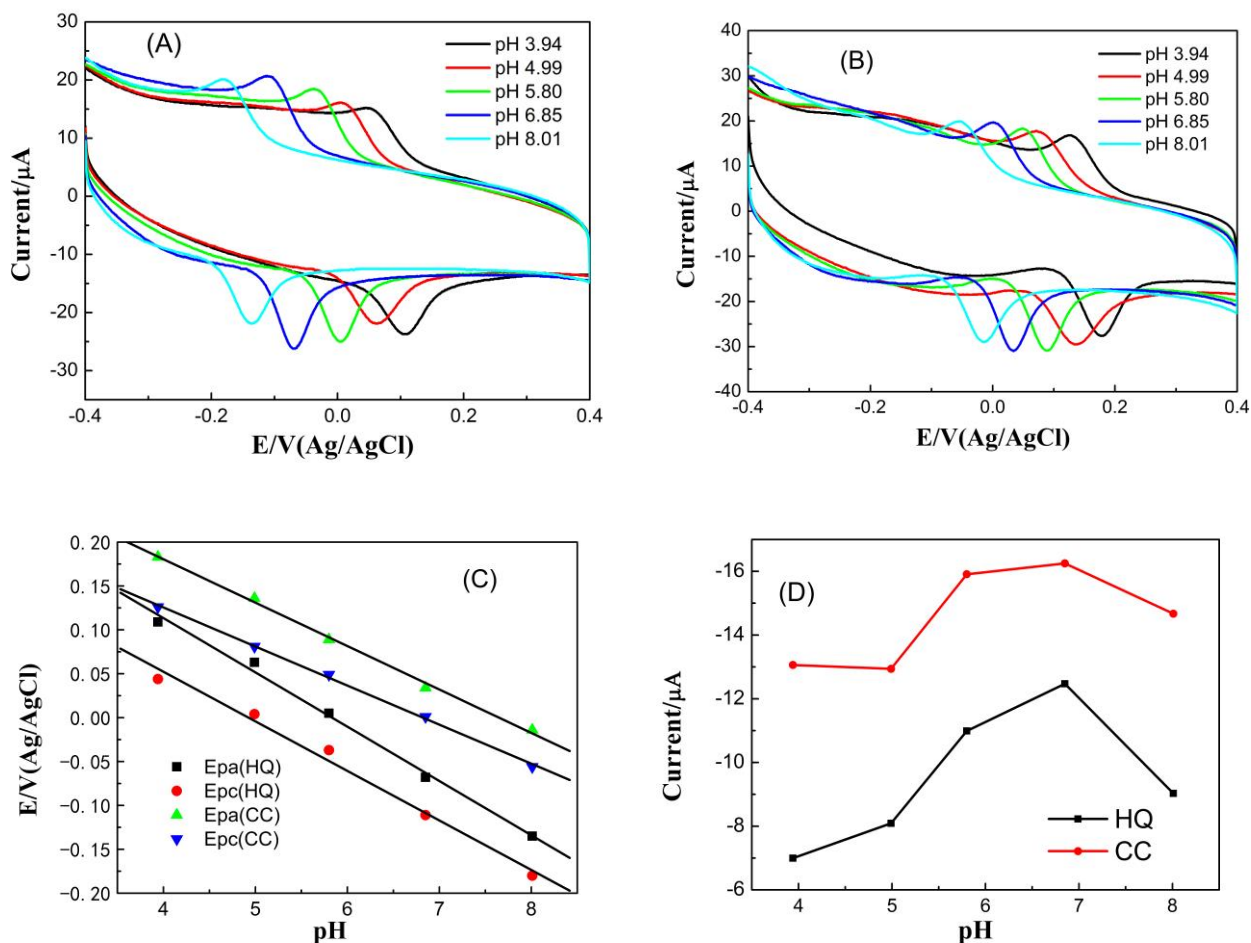 (A)
pH 3.94
pH 4.99
pH 5.80
pH 6.85
pH 8.01
30
20
10
0
-10
-20
-30
Current/μA
-0.4 -0.2 0.0 0.2 0.4
E/V(Ag/AgCl)
(B)
pH 3.94
pH 4.99
pH 5.80
pH 6.85
pH 8.01
40
30
20
10
0
-10
-20
-30
-40
Current/μA
-0.4 -0.2 0.0 0.2 0.4
E/V(Ag/AgCl)
(C)
0.20
0.15
0.10
0.05
0.00
−0.05
−0.10
−0.15
−0.20
E/V(Ag/AgCl)
Epa(HQ)
Epc(HQ)
Epa(CC)
Epc(CC)
4 5 6 7 8
pH
(D)
-16
-14
-12
-10
-8
-6
Current/μA
HQ
CC
4 5 6 7 8
pH